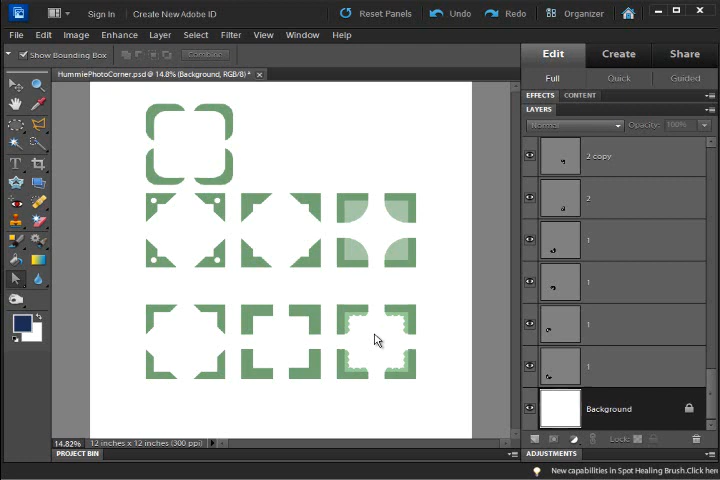 Sign In Create New Adobe ID Reset Panels Undo Redo Organizer
File Edit Image Enhance Layer Select Filter View Window Help
Show Bounding Box Combine Edit Create Share
HummiePhotoCorner.psd @ 14.8% (Background, RGB/8) * Full Quick Guided
EFFECTS CONTENT
LAYERS
Normal Opacity: 100%
2 copy
2
1
1
1
1
Background
14.82% 12 inches x 12 inches (300 ppi) Lock:
PROJECT BIN ADJUSTMENTS
New capabilities in Spot Healing Brush.Click here